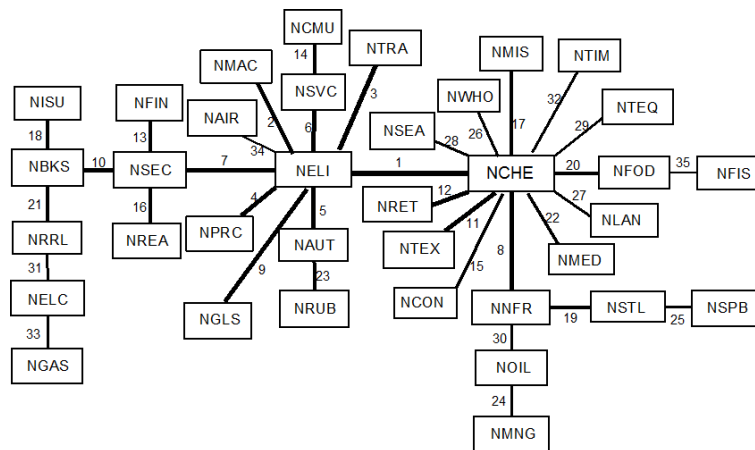 NCMU
14
NTRA
NMIS
NTIM
NMAC
NSVC
3
NWHO
32
NTEQ
NISU
NFIN
NAIR
2
6
NSEA
26
17
29
18
13
34
28
NBKS
10
NSEC
7
NELI
1
NCHE
20
NFOD
35
NFIS
21
16
4
5
12
27
NRRL
NREA
NPRC
NAUT
NRET
11
22
NLAN
31
9
23
NTEX
15
8
NMED
NELC
NGLS
NRUB
NCON
NNFR
19
NSTL
25
NSPB
33
30
NGAS
NOIL
24
NMNG